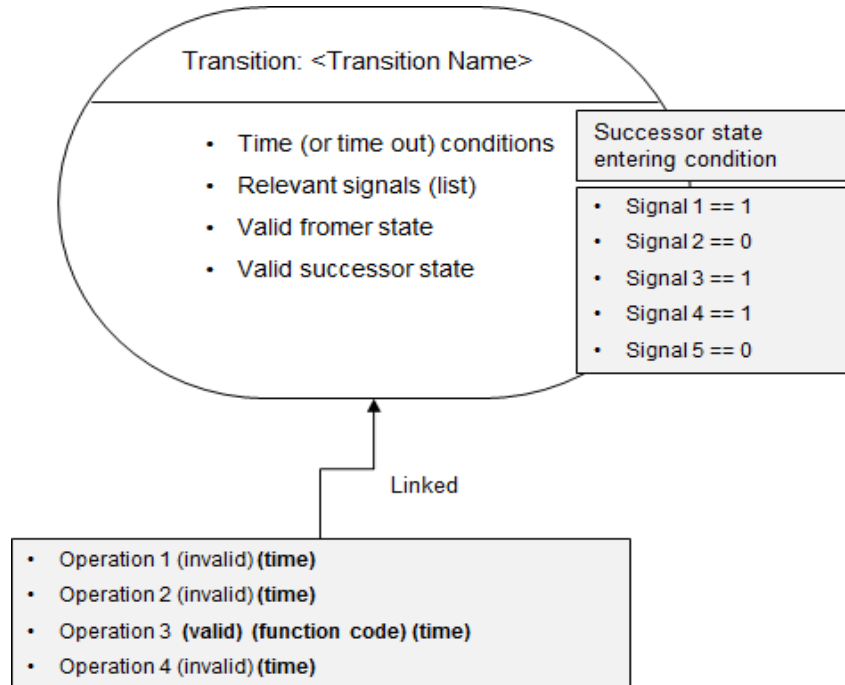 Transition: <Transition Name>
• Time (or time out) conditions
• Relevant signals (list)
• Valid fromer state
• Valid successor state
Successor state
entering condition
• Signal 1 == 1
• Signal 2 == 0
• Signal 3 == 1
• Signal 4 == 1
• Signal 5 == 0
Linked
• Operation 1 (invalid) (time)
• Operation 2 (invalid) (time)
• Operation 3 (valid) (function code) (time)
• Operation 4 (invalid) (time)